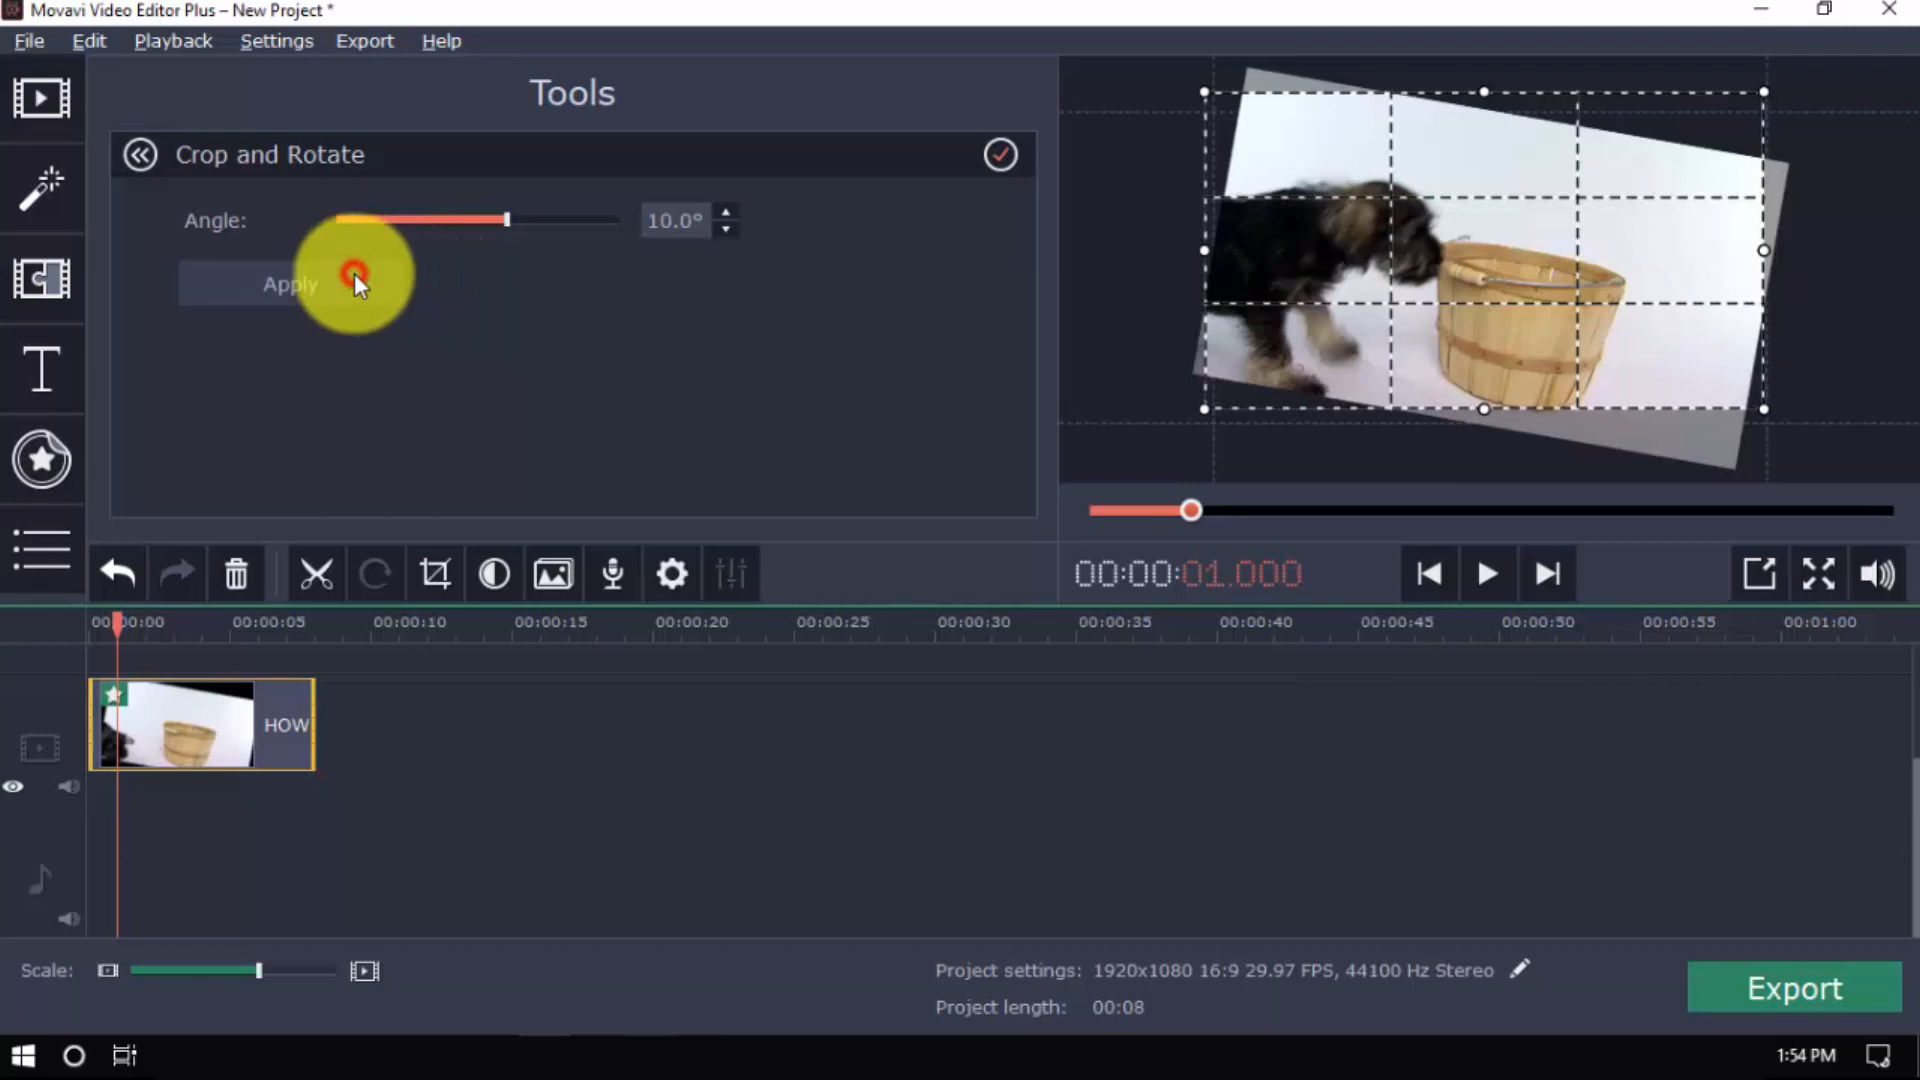 Movavi Video Editor Plus – New Project *
File Edit Playback Settings Export Help
Tools
Crop and Rotate
Angle: 10.0°
Apply
00:00:01.000
00:00:00 00:00:05 00:00:10 00:00:15 00:00:20 00:00:25 00:00:30 00:00:35 00:00:40 00:00:45 00:00:50 00:00:55 00:01:00
HOW
Scale:
Project settings: 1920x1080 16:9 29.97 FPS, 44100 Hz Stereo
Project length: 00:08
Export
1:54 PM